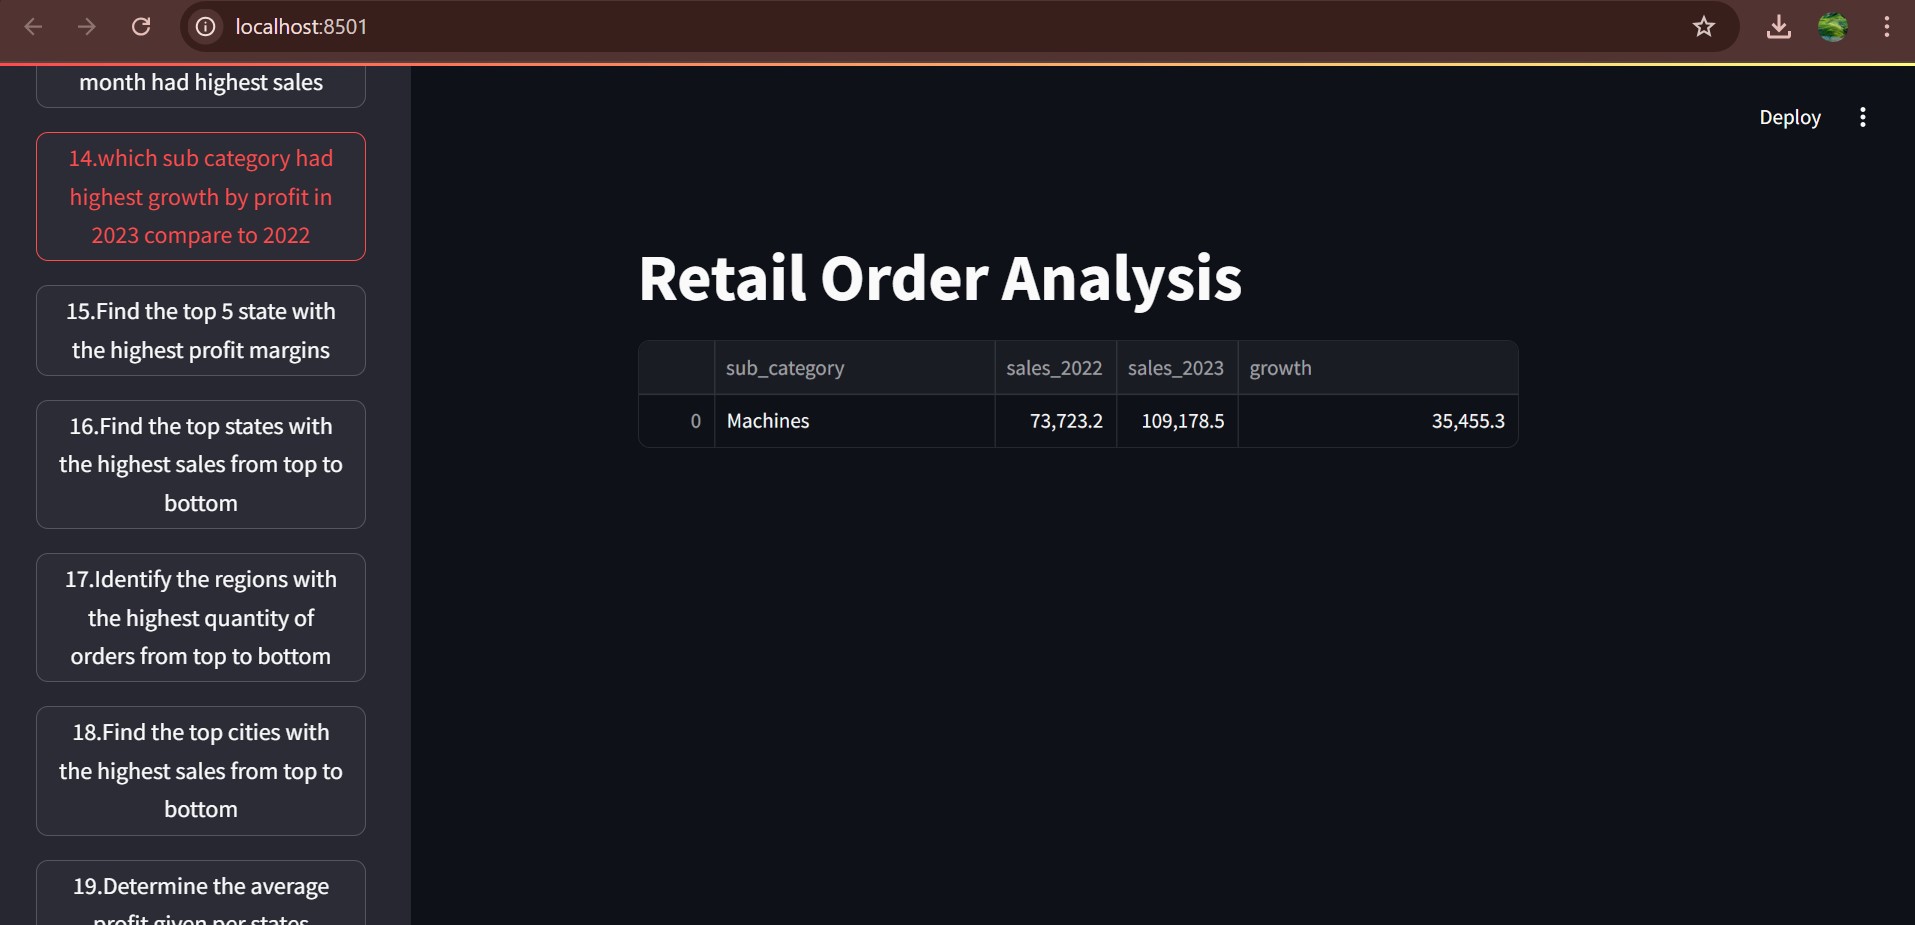 localhost:8501
month had highest sales
14.which sub category had
highest growth by profit in
2023 compare to 2022
15.Find the top 5 state with
the highest profit margins
16.Find the top states with
the highest sales from top to
bottom
17.Identify the regions with
the highest quantity of
orders from top to bottom
18.Find the top cities with
the highest sales from top to
bottom
19.Determine the average
profit given per states
Deploy
Retail Order Analysis
sub_category sales_2022 sales_2023 growth
0 Machines 73,723.2 109,178.5 35,455.3